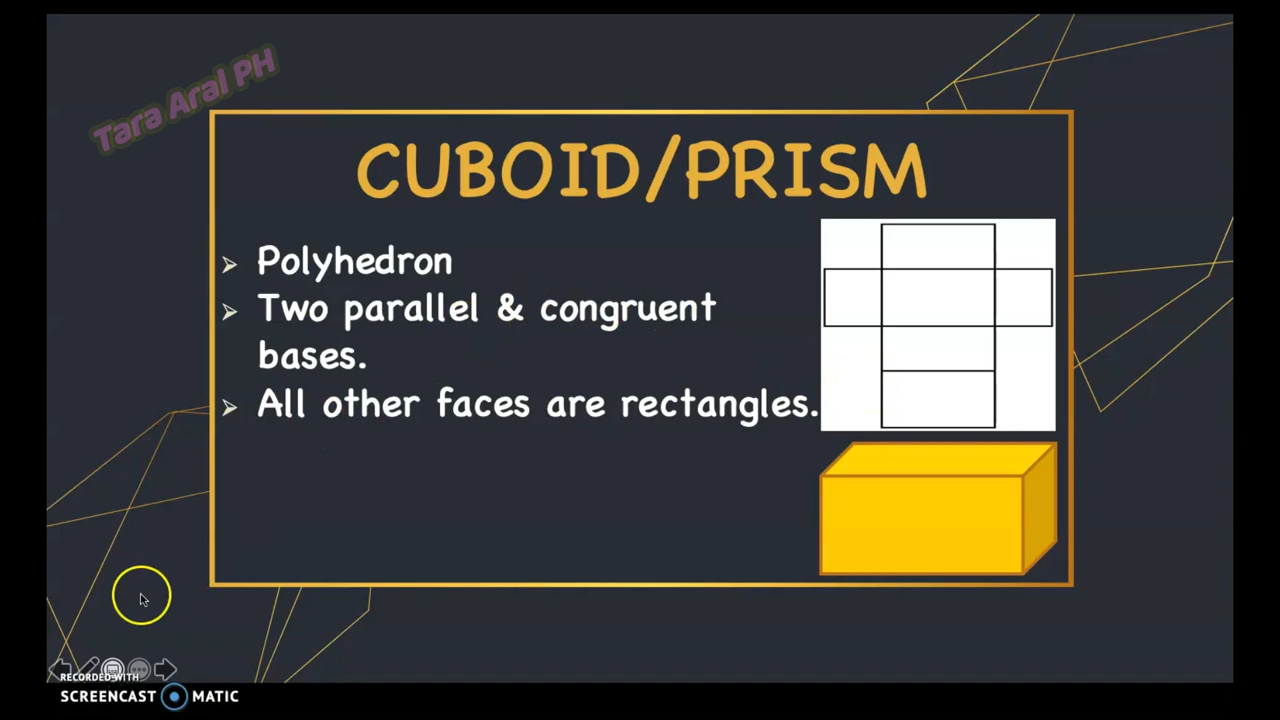 Tara Aral PH
CUBOID/PRISM
Polyhedron
Two parallel & congruent
bases.
All other faces are rectangles.
RECORDED WITH
SCREENCAST MATIC